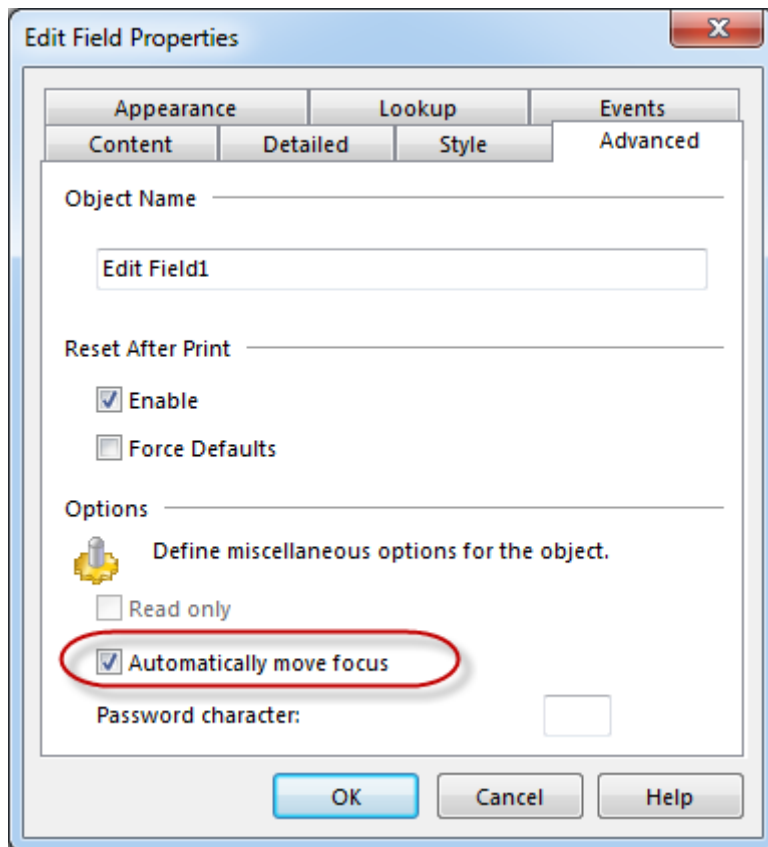 Edit Field Properties
Appearance Lookup Events
Content Detailed Style Advanced
Object Name
Edit Field1
Reset After Print
Enable
Force Defaults
Options
Define miscellaneous options for the object.
Read only
Automatically move focus
Password character:
OK Cancel Help